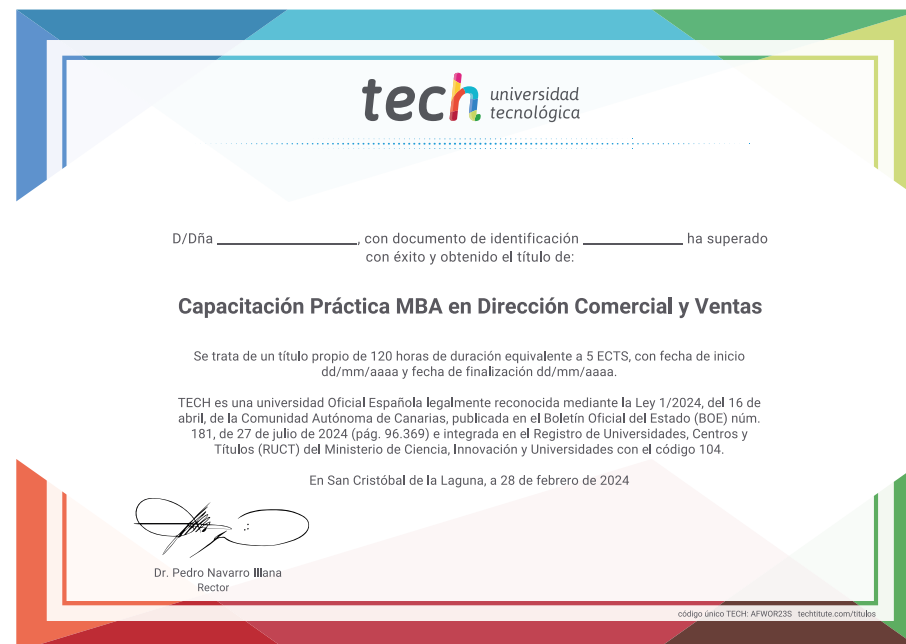 tech universidad
tecnológica
D/Dña ________________, con documento de identificación ____________ ha superado
con éxito y obtenido el título de:
Capacitación Práctica MBA en Dirección Comercial y Ventas
Se trata de un título propio de 120 horas de duración equivalente a 5 ECTS, con fecha de inicio
dd/mm/aaaa y fecha de finalización dd/mm/aaaa.
TECH es una universidad Oficial Española legalmente reconocida mediante la Ley 1/2024, del 16 de
abril, de la Comunidad Autónoma de Canarias, publicada en el Boletín Oficial del Estado (BOE) núm.
181, de 27 de julio de 2024 (pág. 96.369) e integrada en el Registro de Universidades, Centros y
Títulos (RUCT) del Ministerio de Ciencia, Innovación y Universidades con el código 104.
En San Cristóbal de la Laguna, a 28 de febrero de 2024
Dr. Pedro Navarro Illana
Rector
código único TECH: AFWOR23S techtitute.com/titulos